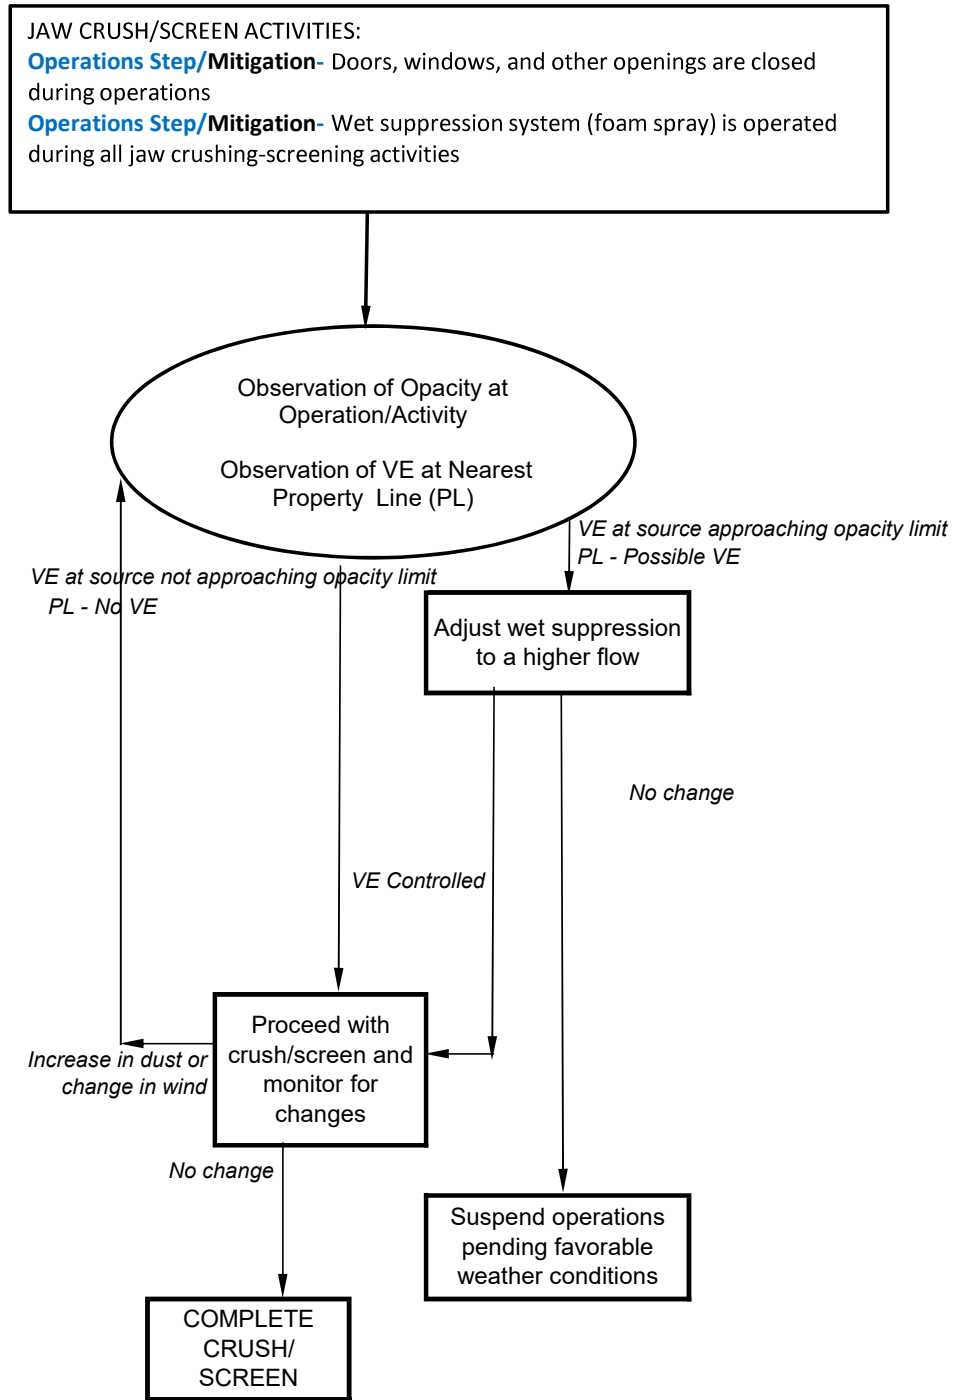 JAW CRUSH/SCREEN ACTIVITIES:
Operations Step/Mitigation- Doors, windows, and other openings are closed
during operations
Operations Step/Mitigation- Wet suppression system (foam spray) is operated
during all jaw crushing-screening activities
Observation of Opacity at
Operation/Activity
Observation of VE at Nearest
Property Line (PL)
VE at source approaching opacity limit
PL - Possible VE
VE at source not approaching opacity limit
PL - No VE
Adjust wet suppression
to a higher flow
No change
VE Controlled
Proceed with
crush/screen and
monitor for
changes
Increase in dust or
change in wind
No change
Suspend operations
pending favorable
weather conditions
COMPLETE
CRUSH/
SCREEN